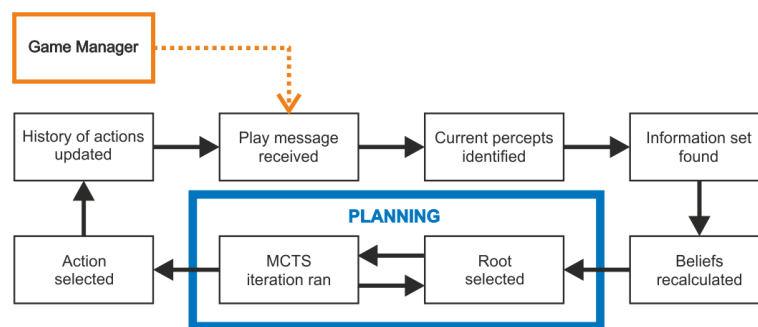 Game Manager
History of actions
updated
Play message
received
Current percepts
identified
Information set
found
PLANNING
Action
selected
MCTS
iteration ran
Root
selected
Beliefs
recalculated